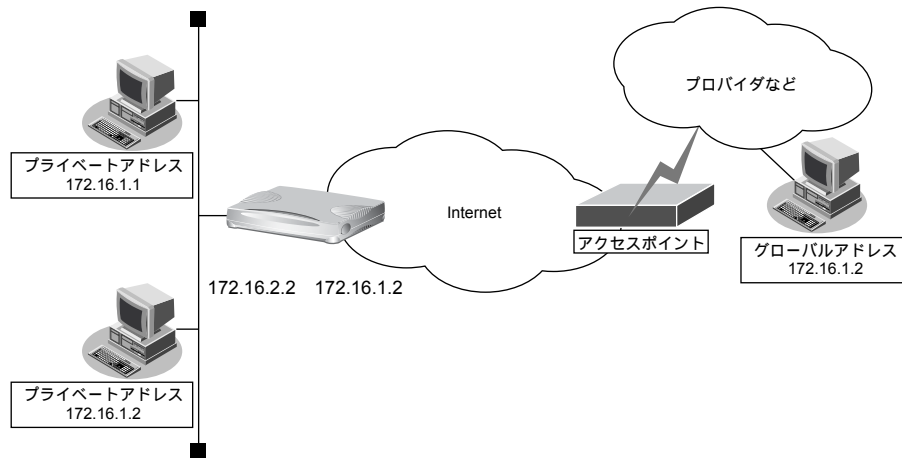 プロバイダなど
プライベートアドレス
172.16.1.1
Internet
アクセスポイント
グローバルアドレス
172.16.1.2
172.16.2.2 172.16.1.2
プライベートアドレス
172.16.1.2